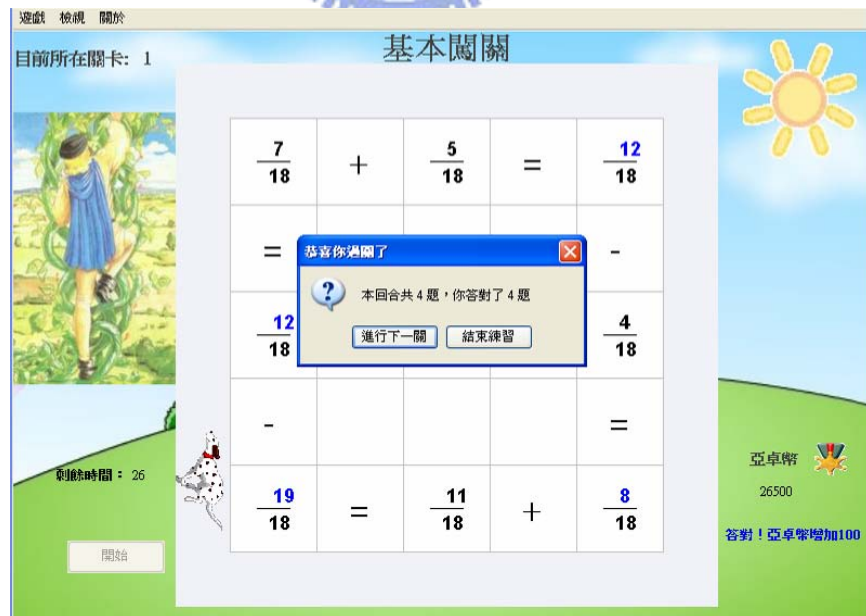 遊戲 檢視 關於
目前所在關卡: 1
基本闖關
7/18 + 5/18 = 12/18
= -
恭喜你過關了
本回合共 4 題，你答對了 4 題
進行下一關 結束練習
12/18 4/18
- =
19/18 = 11/18 + 8/18
剩餘時間： 26
開始
亞卓幣
26500
答對！亞卓幣增加100